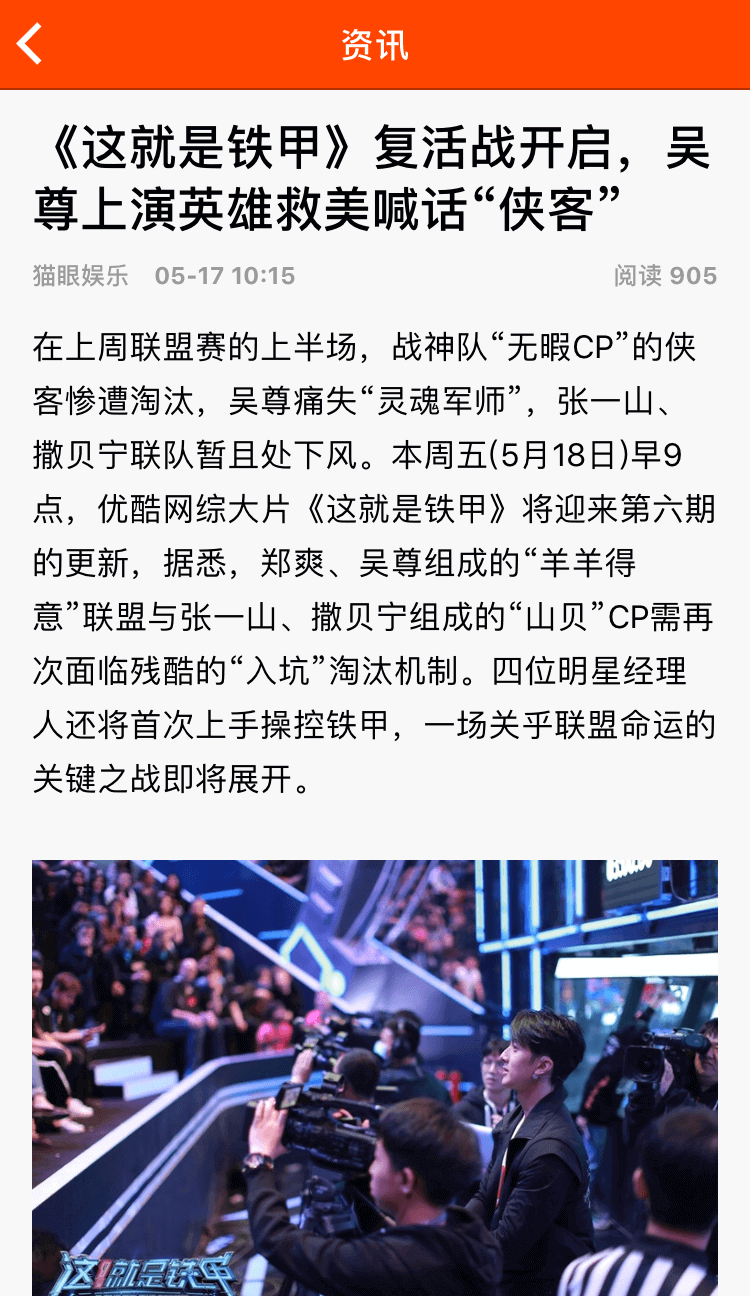 资讯
《这就是铁甲》复活战开启，吴
尊上演英雄救美喊话“侠客”
猫眼娱乐 05-17 10:15 阅读 905
在上周联盟赛的上半场，战神队“无暇CP”的侠
客惨遭淘汰，吴尊痛失“灵魂军师”，张一山、
撒贝宁联队暂且处下风。本周五(5月18日)早9
点，优酷网综大片《这就是铁甲》将迎来第六期
的更新，据悉，郑爽、吴尊组成的“羊羊得
意”联盟与张一山、撒贝宁组成的“山贝”CP需再
次面临残酷的“入坑”淘汰机制。四位明星经理
人还将首次上手操控铁甲，一场关乎联盟命运的
关键之战即将展开。
这!就是铁甲